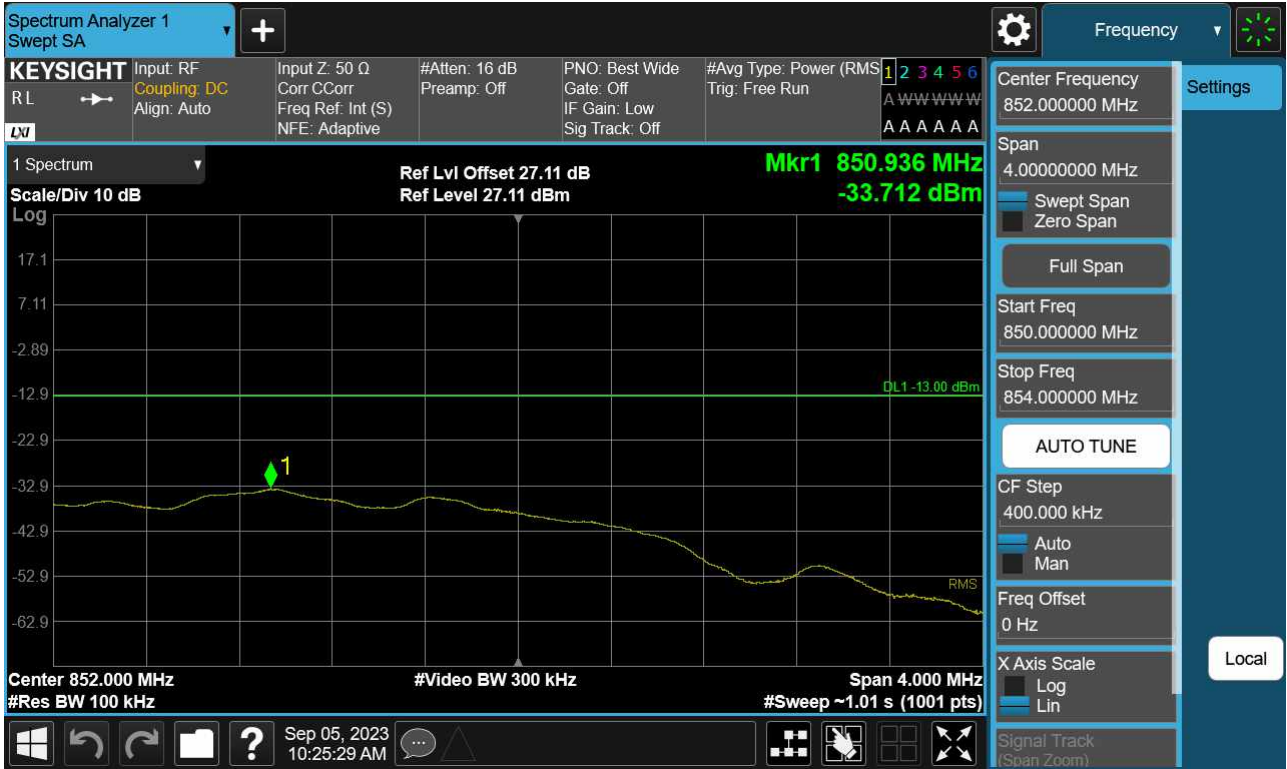 Spectrum Analyzer 1
Swept SA
Frequency
KEYSIGHT
R L
LXI
Input: RF
Coupling: DC
Align: Auto
Input Z: 50 Ω
Corr CCorr
Freq Ref: Int (S)
NFE: Adaptive
#Atten: 16 dB
Preamp: Off
PNO: Best Wide
Gate: Off
IF Gain: Low
Sig Track: Off
#Avg Type: Power (RMS
Trig: Free Run
1 2 3 4 5 6
A W W W W W
A A A A A A
1 Spectrum
Scale/Div 10 dB
Log
Ref Lvl Offset 27.11 dB
Ref Level 27.11 dBm
Mkr1 850.936 MHz
-33.712 dBm
17.1
7.11
-2.89
-12.9
DL1 -13.00 dBm
-22.9
1
-32.9
-42.9
-52.9
RMS
-62.9
Center 852.000 MHz
#Video BW 300 kHz
Span 4.000 MHz
#Res BW 100 kHz
#Sweep ~1.01 s (1001 pts)
Center Frequency
852.000000 MHz
Settings
Span
4.00000000 MHz
Swept Span
Zero Span
Full Span
Start Freq
850.000000 MHz
Stop Freq
854.000000 MHz
AUTO TUNE
CF Step
400.000 kHz
Auto
Man
Freq Offset
0 Hz
X Axis Scale
Log
Lin
Local
Signal Track
(Span Zoom)
?
Sep 05, 2023
10:25:29 AM